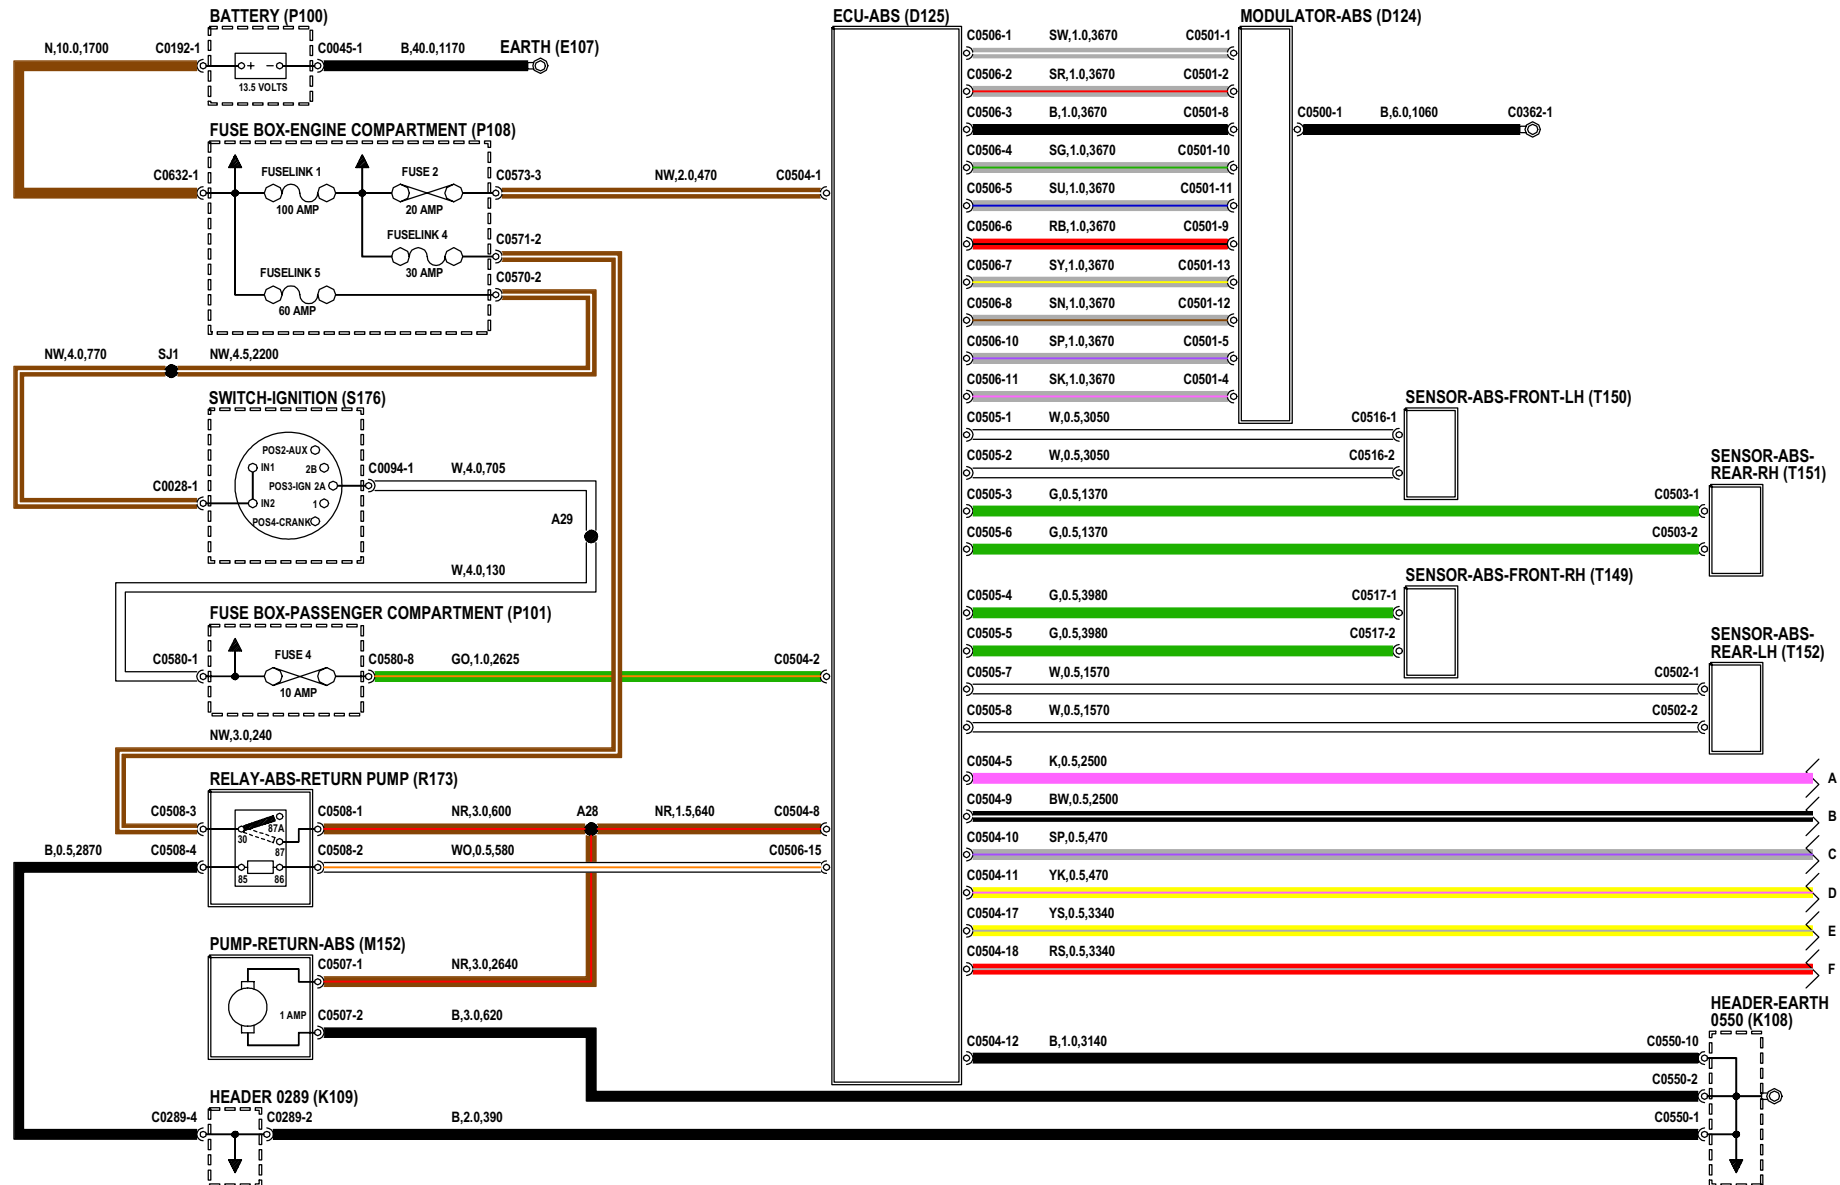 BATTERY (P100)
N,10.0,1700
C0192-1
C0045-1
B,40.0,1170
EARTH (E107)
+ −
13.5 VOLTS
FUSE BOX-ENGINE COMPARTMENT (P108)
C0632-1
FUSELINK 1
100 AMP
FUSE 2
20 AMP
C0573-3
NW,2.0,470
C0504-1
FUSELINK 4
30 AMP
C0571-2
FUSELINK 5
60 AMP
C0570-2
NW,4.0,770
SJ1
NW,4.5,2200
SWITCH-IGNITION (S176)
POS2-AUX
IN1
2B
POS3-IGN 2A
IN2
1
POS4-CRANK
C0028-1
C0094-1
W,4.0,705
A29
W,4.0,130
FUSE BOX-PASSENGER COMPARTMENT (P101)
C0580-1
FUSE 4
10 AMP
C0580-8
GO,1.0,2625
C0504-2
NW,3.0,240
RELAY-ABS-RETURN PUMP (R173)
C0508-3
C0508-1
NR,3.0,600
A28
NR,1.5,640
C0504-8
87A
30
87
85
86
B,0.5,2870
C0508-4
C0508-2
WO,0.5,580
C0506-15
PUMP-RETURN-ABS (M152)
C0507-1
NR,3.0,2640
1 AMP
C0507-2
B,3.0,620
HEADER 0289 (K109)
C0289-4
C0289-2
B,2.0,390
ECU-ABS (D125)
MODULATOR-ABS (D124)
C0506-1
SW,1.0,3670
C0501-1
C0506-2
SR,1.0,3670
C0501-2
C0506-3
B,1.0,3670
C0501-8
C0500-1
B,6.0,1060
C0362-1
C0506-4
SG,1.0,3670
C0501-10
C0506-5
SU,1.0,3670
C0501-11
C0506-6
RB,1.0,3670
C0501-9
C0506-7
SY,1.0,3670
C0501-13
C0506-8
SN,1.0,3670
C0501-12
C0506-10
SP,1.0,3670
C0501-5
C0506-11
SK,1.0,3670
C0501-4
SENSOR-ABS-FRONT-LH (T150)
C0505-1
W,0.5,3050
C0516-1
C0505-2
W,0.5,3050
C0516-2
SENSOR-ABS-
REAR-RH (T151)
C0505-3
G,0.5,1370
C0503-1
C0505-6
G,0.5,1370
C0503-2
SENSOR-ABS-FRONT-RH (T149)
C0505-4
G,0.5,3980
C0517-1
C0505-5
G,0.5,3980
C0517-2
SENSOR-ABS-
REAR-LH (T152)
C0505-7
W,0.5,1570
C0502-1
C0505-8
W,0.5,1570
C0502-2
C0504-5
K,0.5,2500
A
C0504-9
BW,0.5,2500
B
C0504-10
SP,0.5,470
C
C0504-11
YK,0.5,470
D
C0504-17
YS,0.5,3340
E
C0504-18
RS,0.5,3340
F
HEADER-EARTH
0550 (K108)
C0504-12
B,1.0,3140
C0550-10
C0550-2
C0550-1